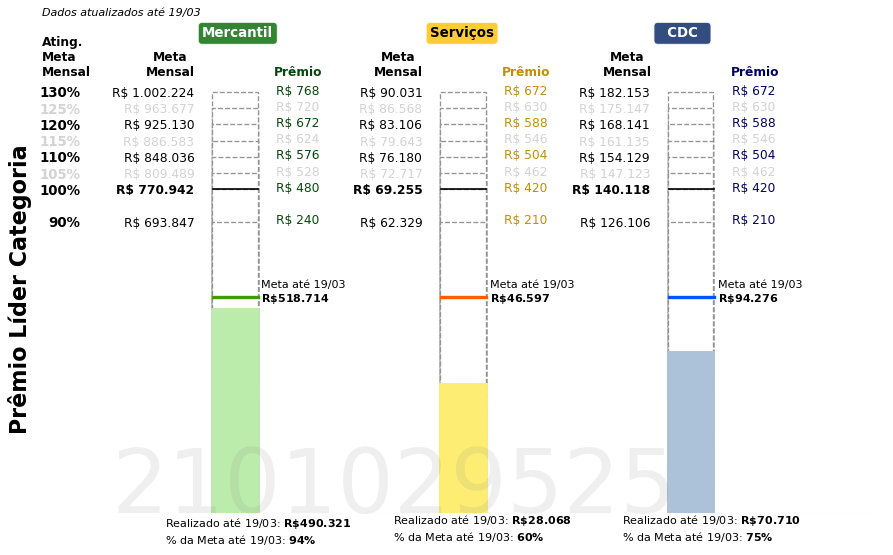 Dados atualizados até 19/03
Mercantil Serviços CDC
Ating.
Meta Meta Meta Meta
Mensal Mensal Prêmio Mensal Prêmio Mensal Prêmio
130% R$ 1.002.224 R$ 768 R$ 90.031 R$ 672 R$ 182.153 R$ 672
125% R$ 963.677 R$ 720 R$ 86.568 R$ 630 R$ 175.147 R$ 630
120% R$ 925.130 R$ 672 R$ 83.106 R$ 588 R$ 168.141 R$ 588
115% R$ 886.583 R$ 624 R$ 79.643 R$ 546 R$ 161.135 R$ 546
110% R$ 848.036 R$ 576 R$ 76.180 R$ 504 R$ 154.129 R$ 504
105% R$ 809.489 R$ 528 R$ 72.717 R$ 462 R$ 147.123 R$ 462
100% R$ 770.942 R$ 480 R$ 69.255 R$ 420 R$ 140.118 R$ 420
90% R$ 693.847 R$ 240 R$ 62.329 R$ 210 R$ 126.106 R$ 210
Meta até 19/03 Meta até 19/03 Meta até 19/03
R$518.714 R$46.597 R$94.276
Prêmio Líder Categoria
2101029525
Realizado até 19/03: R$490.321 Realizado até 19/03: R$28.068 Realizado até 19/03: R$70.710
% da Meta até 19/03: 94% % da Meta até 19/03: 60% % da Meta até 19/03: 75%